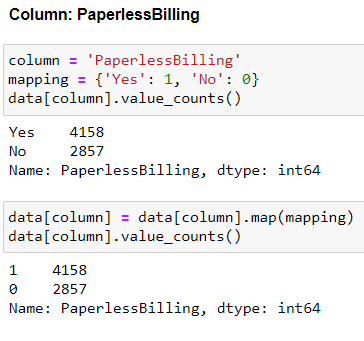 Column: PaperlessBilling
column = 'PaperlessBilling'
mapping = {'Yes': 1, 'No': 0}
data[column].value_counts()
Yes    4158
No     2857
Name: PaperlessBilling, dtype: int64
data[column] = data[column].map(mapping)
data[column].value_counts()
1    4158
0    2857
Name: PaperlessBilling, dtype: int64